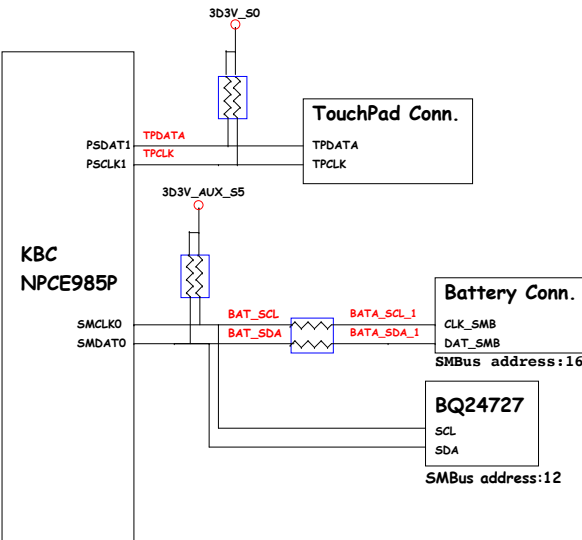 3D3V_S0
TouchPad Conn.
PSDAT1 TPDATA TPDATA
PSCLK1 TPCLK TPCLK
3D3V_AUX_S5
KBC
NPCE985P
Battery Conn.
SMCLK0 BAT_SCL BATA_SCL_1 CLK_SMB
SMDAT0 BAT_SDA BATA_SDA_1 DAT_SMB
SMBus address:16
BQ24727
SCL
SDA
SMBus address:12